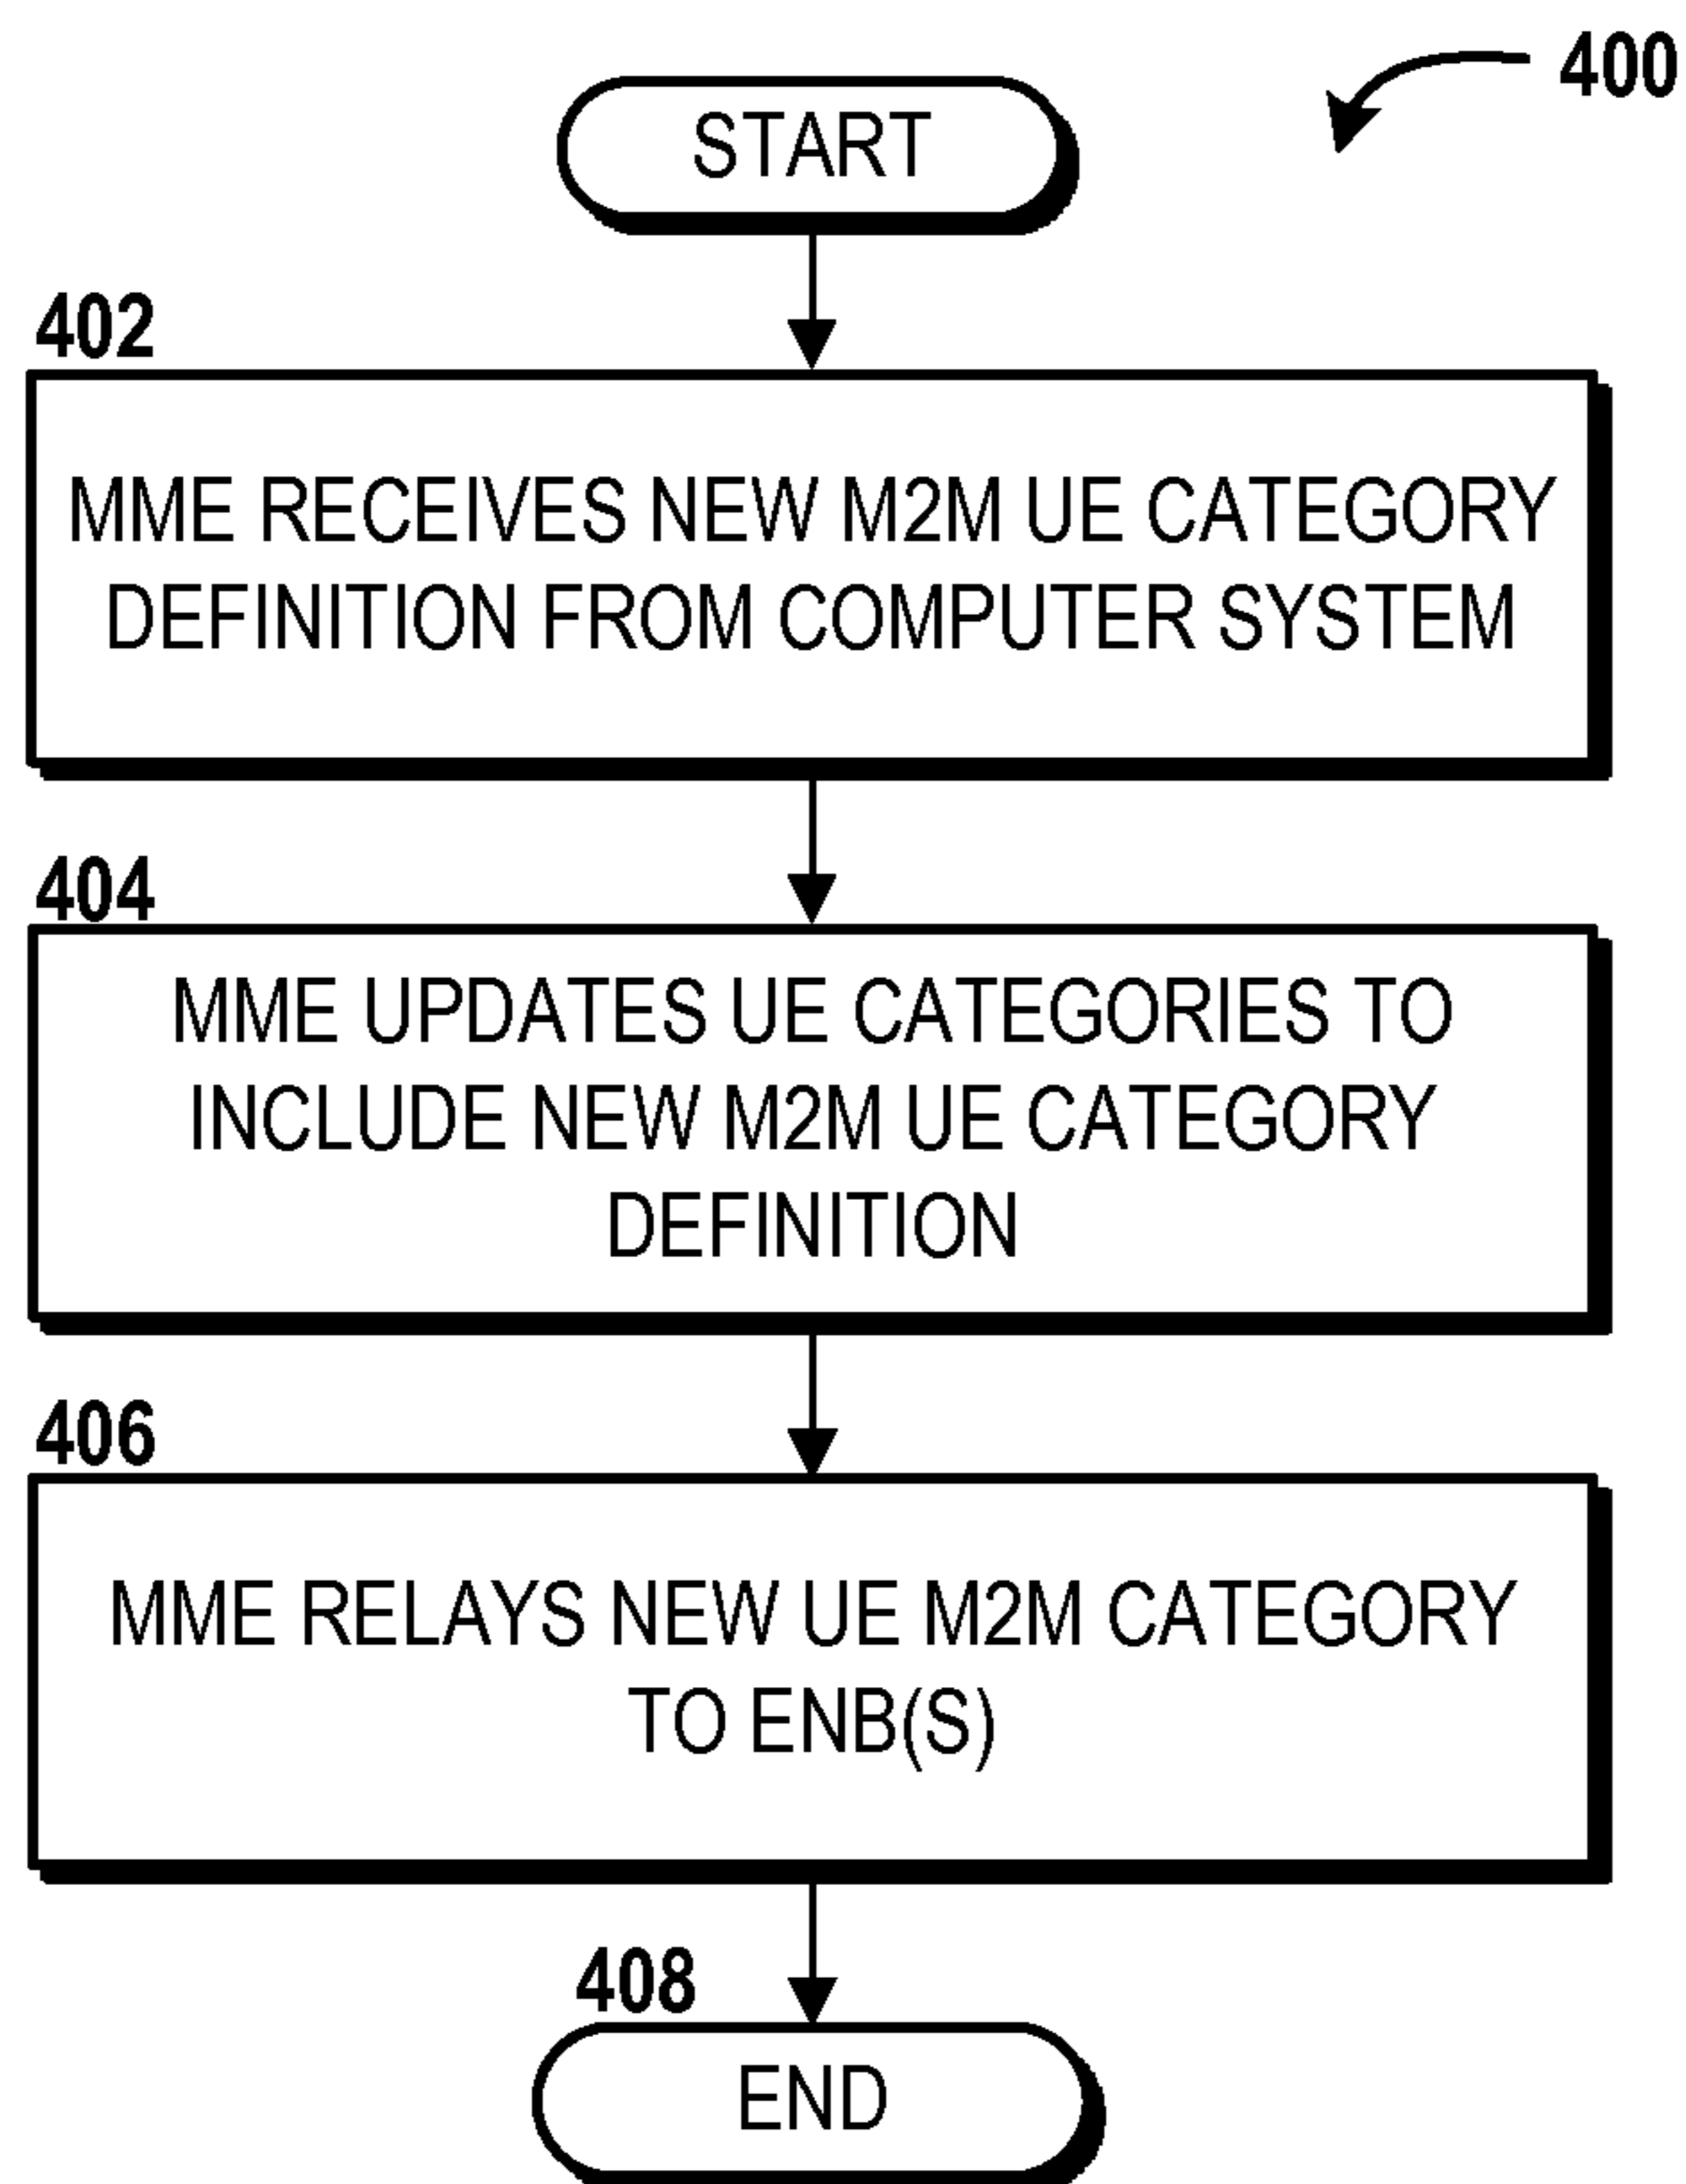 400
START
402
MME RECEIVES NEW M2M UE CATEGORY
DEFINITION FROM COMPUTER SYSTEM
404
MME UPDATES UE CATEGORIES TO
INCLUDE NEW M2M UE CATEGORY
DEFINITION
406
MME RELAYS NEW UE M2M CATEGORY
TO ENB(S)
408
END